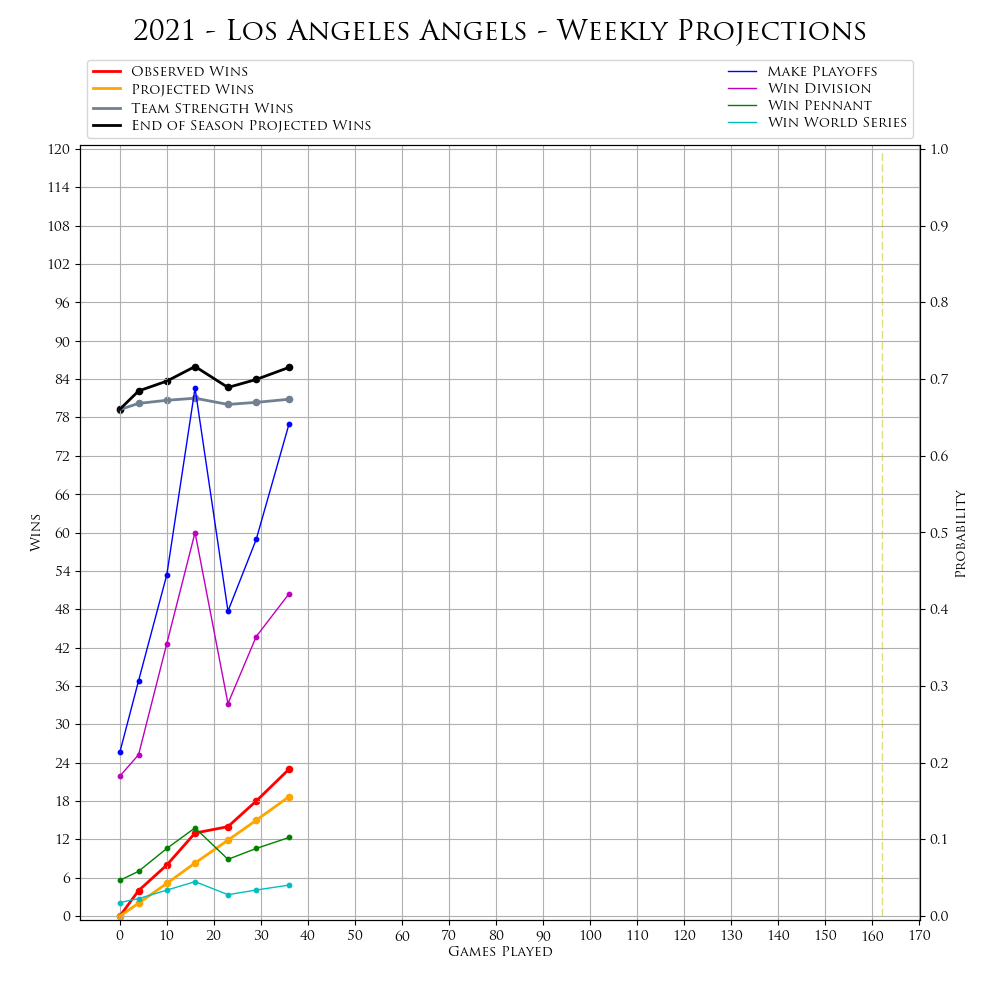 2021 - Los Angeles Angels - Weekly Projections
Observed Wins
Projected Wins
Team Strength Wins
End of Season Projected Wins
Make Playoffs
Win Division
Win Pennant
Win World Series
120
114
108
102
96
90
84
78
72
66
60
54
48
42
36
30
24
18
12
6
0
Wins
1.0
0.9
0.8
0.7
0.6
0.5
0.4
0.3
0.2
0.1
0.0
Probability
0 10 20 30 40 50 60 70 80 90 100 110 120 130 140 150 160 170
Games Played